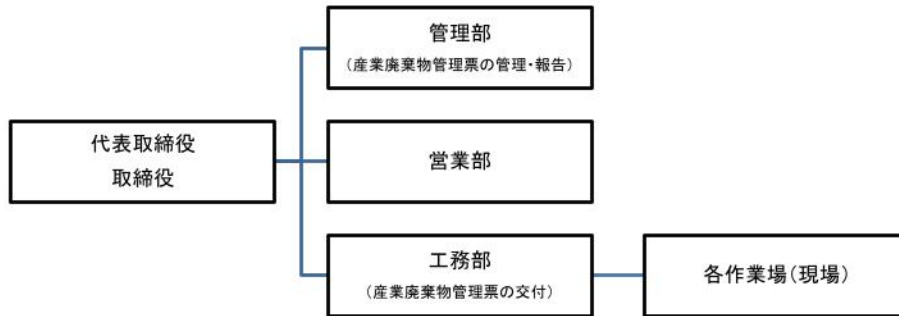 管理部
（産業廃棄物管理票の管理・報告）
代表取締役
取締役
営業部
工務部
（産業廃棄物管理票の交付）
各作業場（現場）